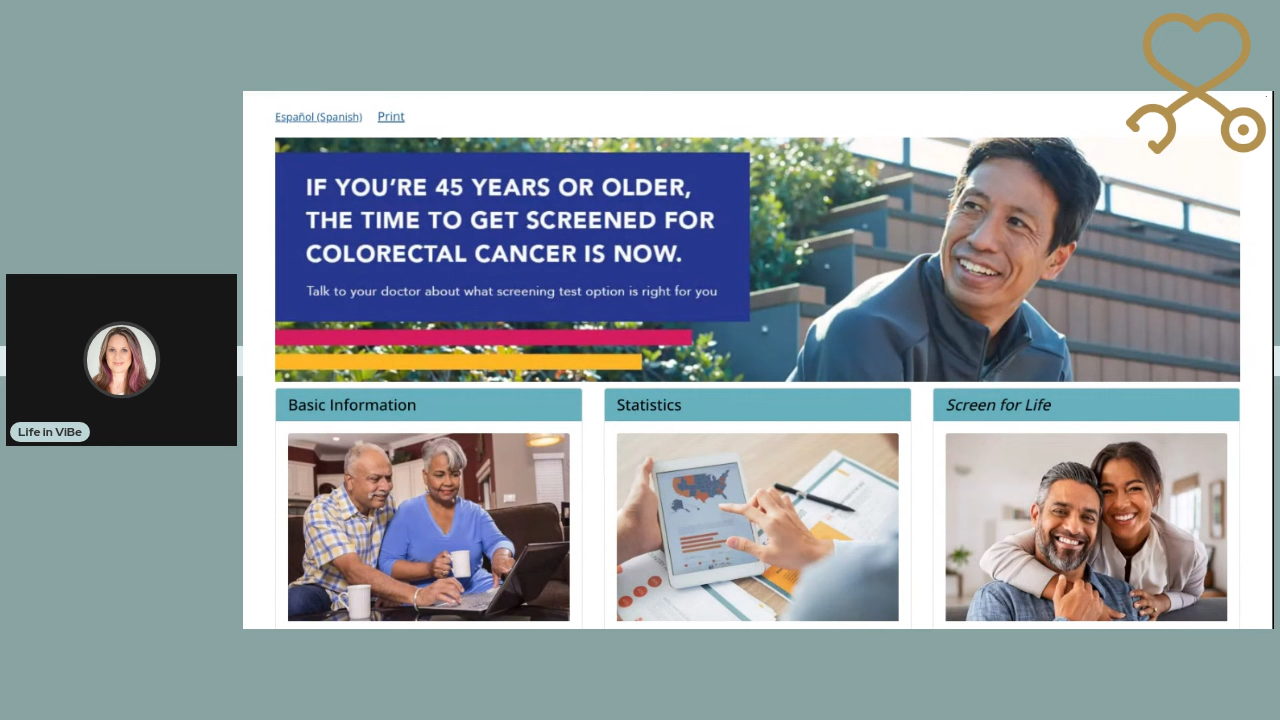 Español (Spanish) Print
IF YOU'RE 45 YEARS OR OLDER,
THE TIME TO GET SCREENED FOR
COLORECTAL CANCER IS NOW.
Talk to your doctor about what screening test option is right for you
Basic Information
Statistics
Screen for Life
Life in ViBe